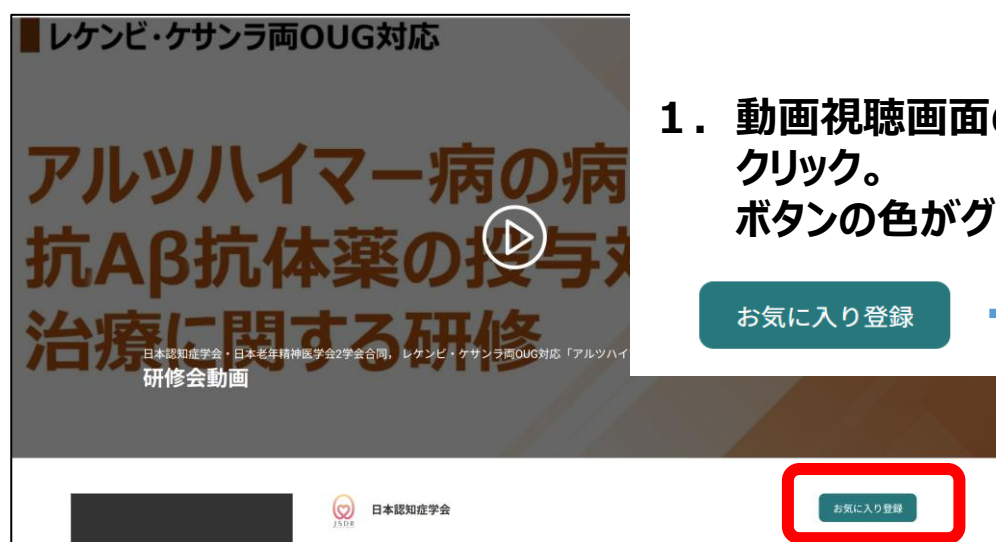 レケンビ・ケサンラ両OUG対応
アルツハイマー病の病
抗Aβ抗体薬の投与
治療に関する研修
日本認知症学会・日本老年精神医学会2学会合同, レケンビ・ケサンラ両OUG対応「アルツハイ
研修会動画
1. 動画視聴画面
クリック。
ボタンの色がグ
お気に入り登録
JSDR
日本認知症学会
お気に入り登録